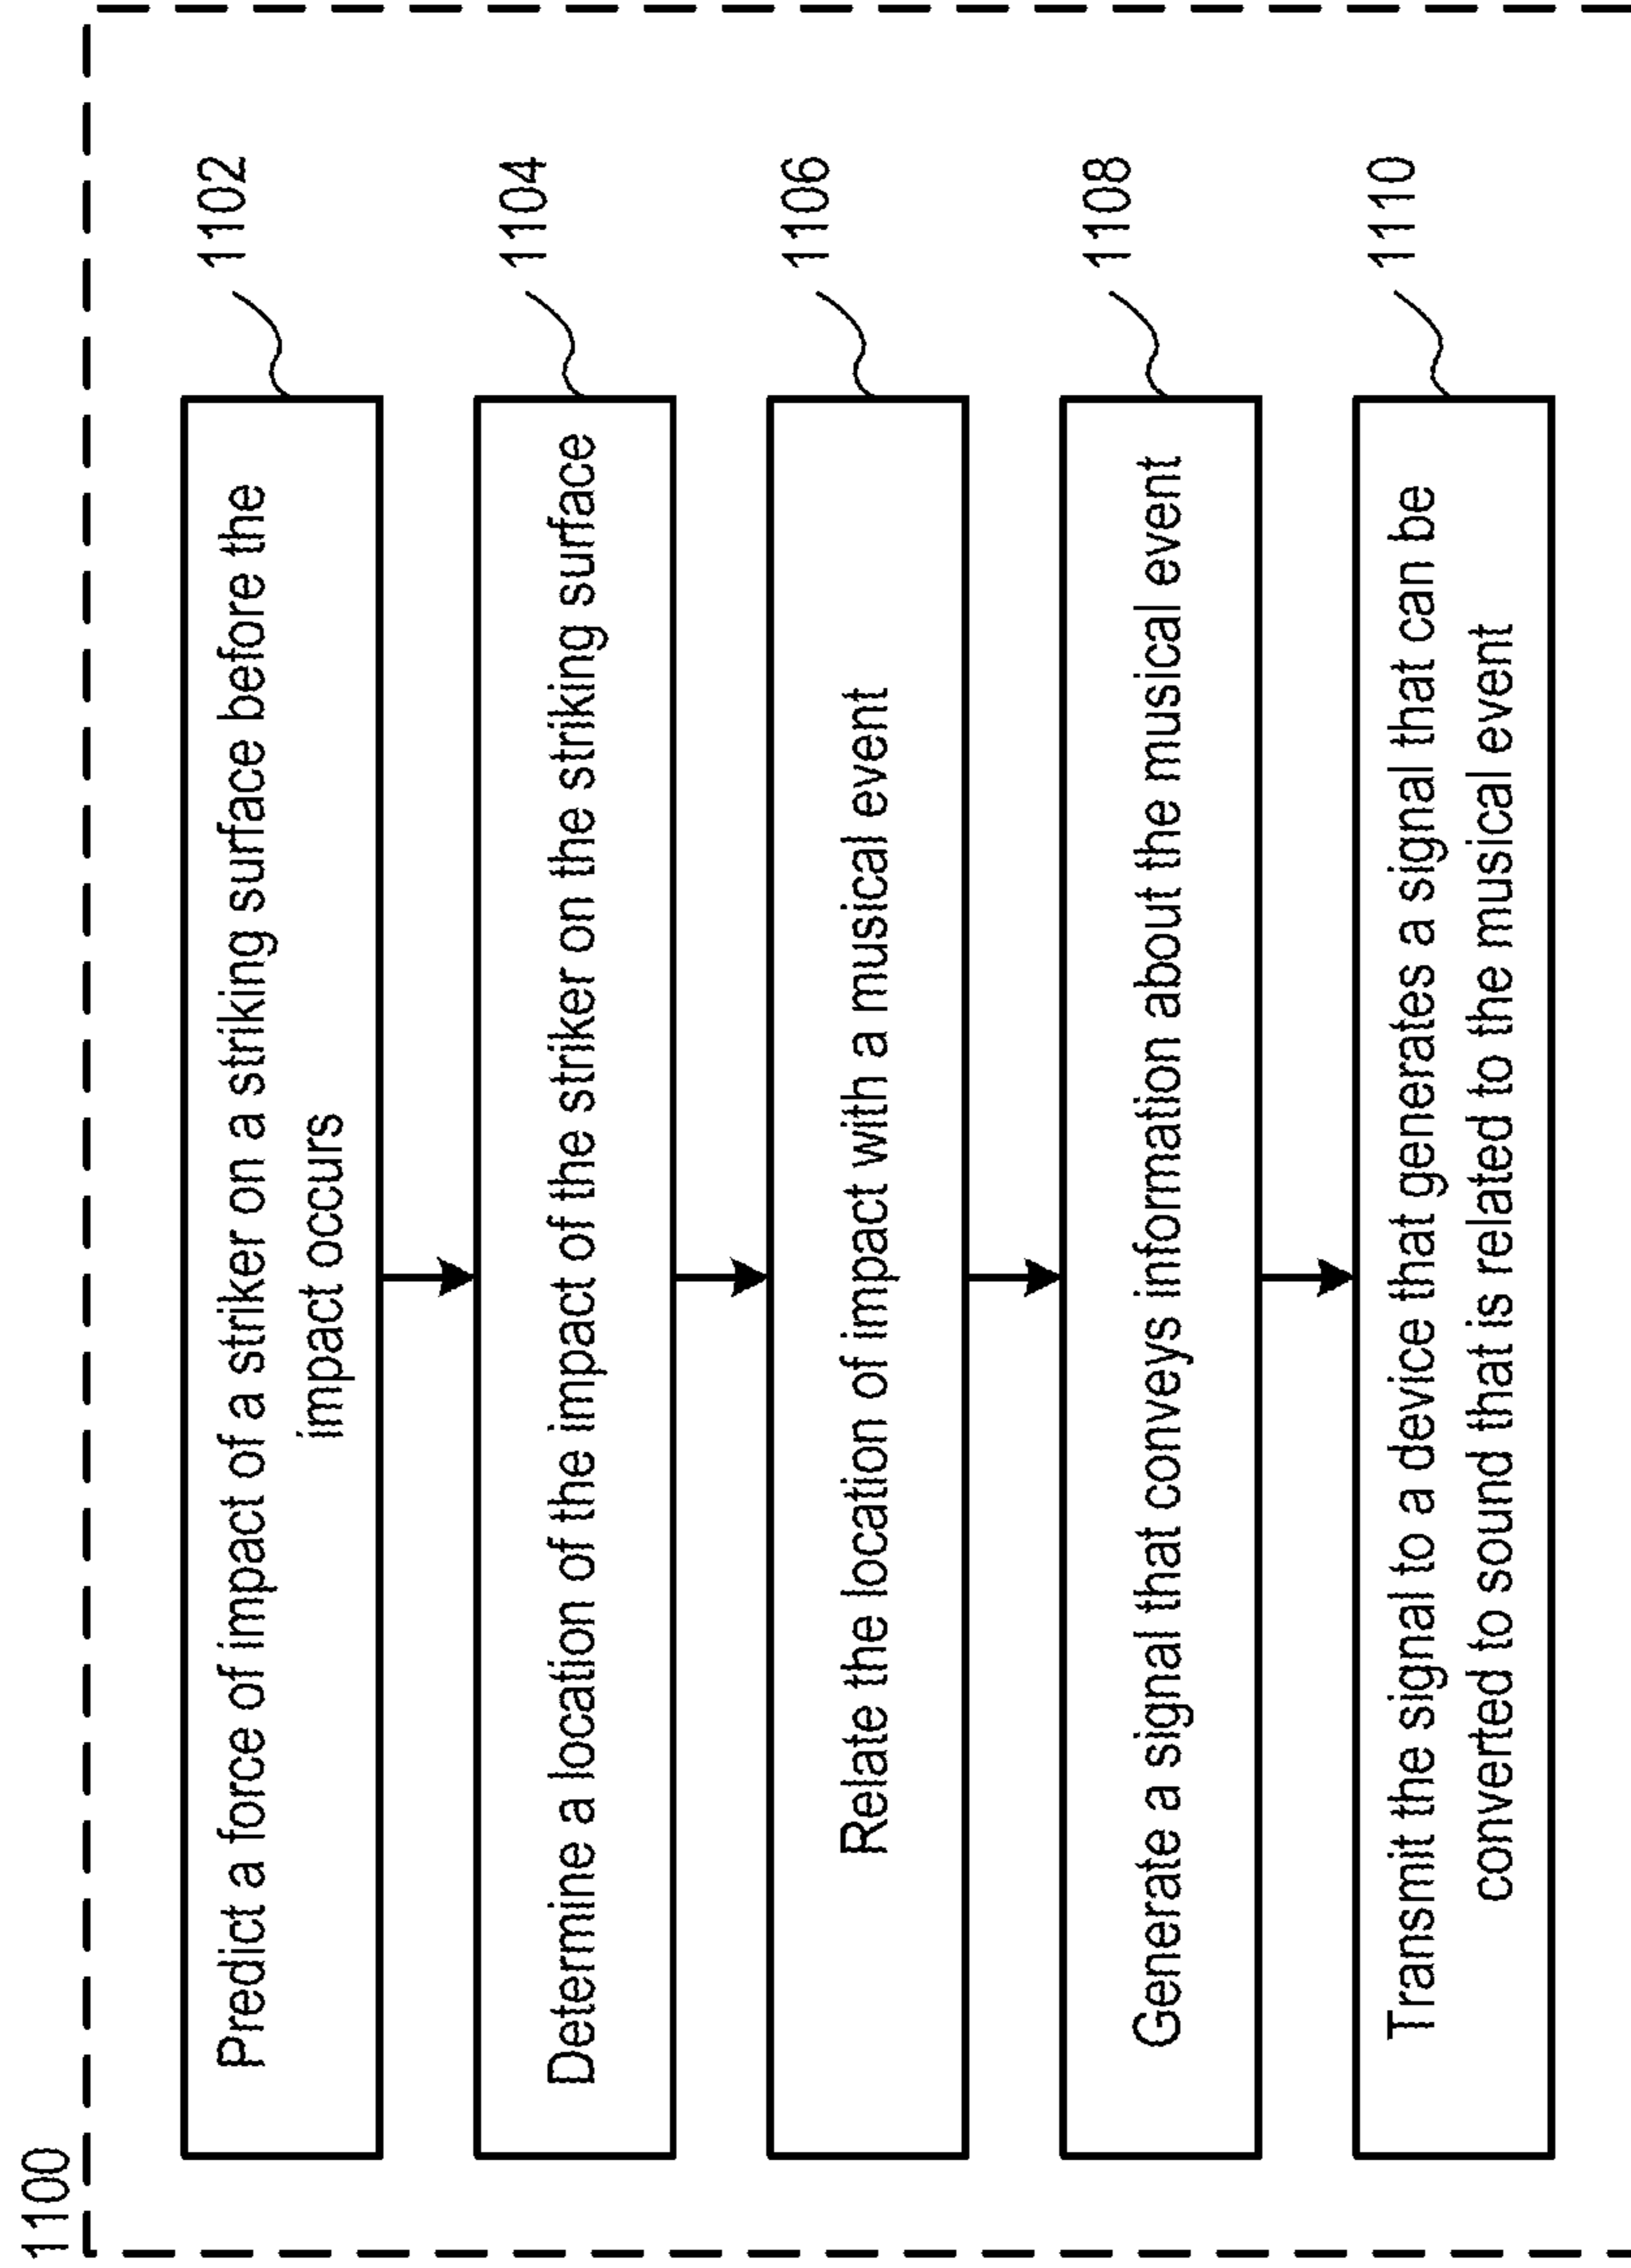 1100
Predict a force of impact of a striker on a striking surface before the
impact occurs
1102
Determine a location of the impact of the striker on the striking surface
1104
Relate the location of impact with a musical event
1106
Generate a signal that conveys information about the musical event
1108
Transmit the signal to a device that generates a signal that can be
converted to sound that is related to the musical event
1110